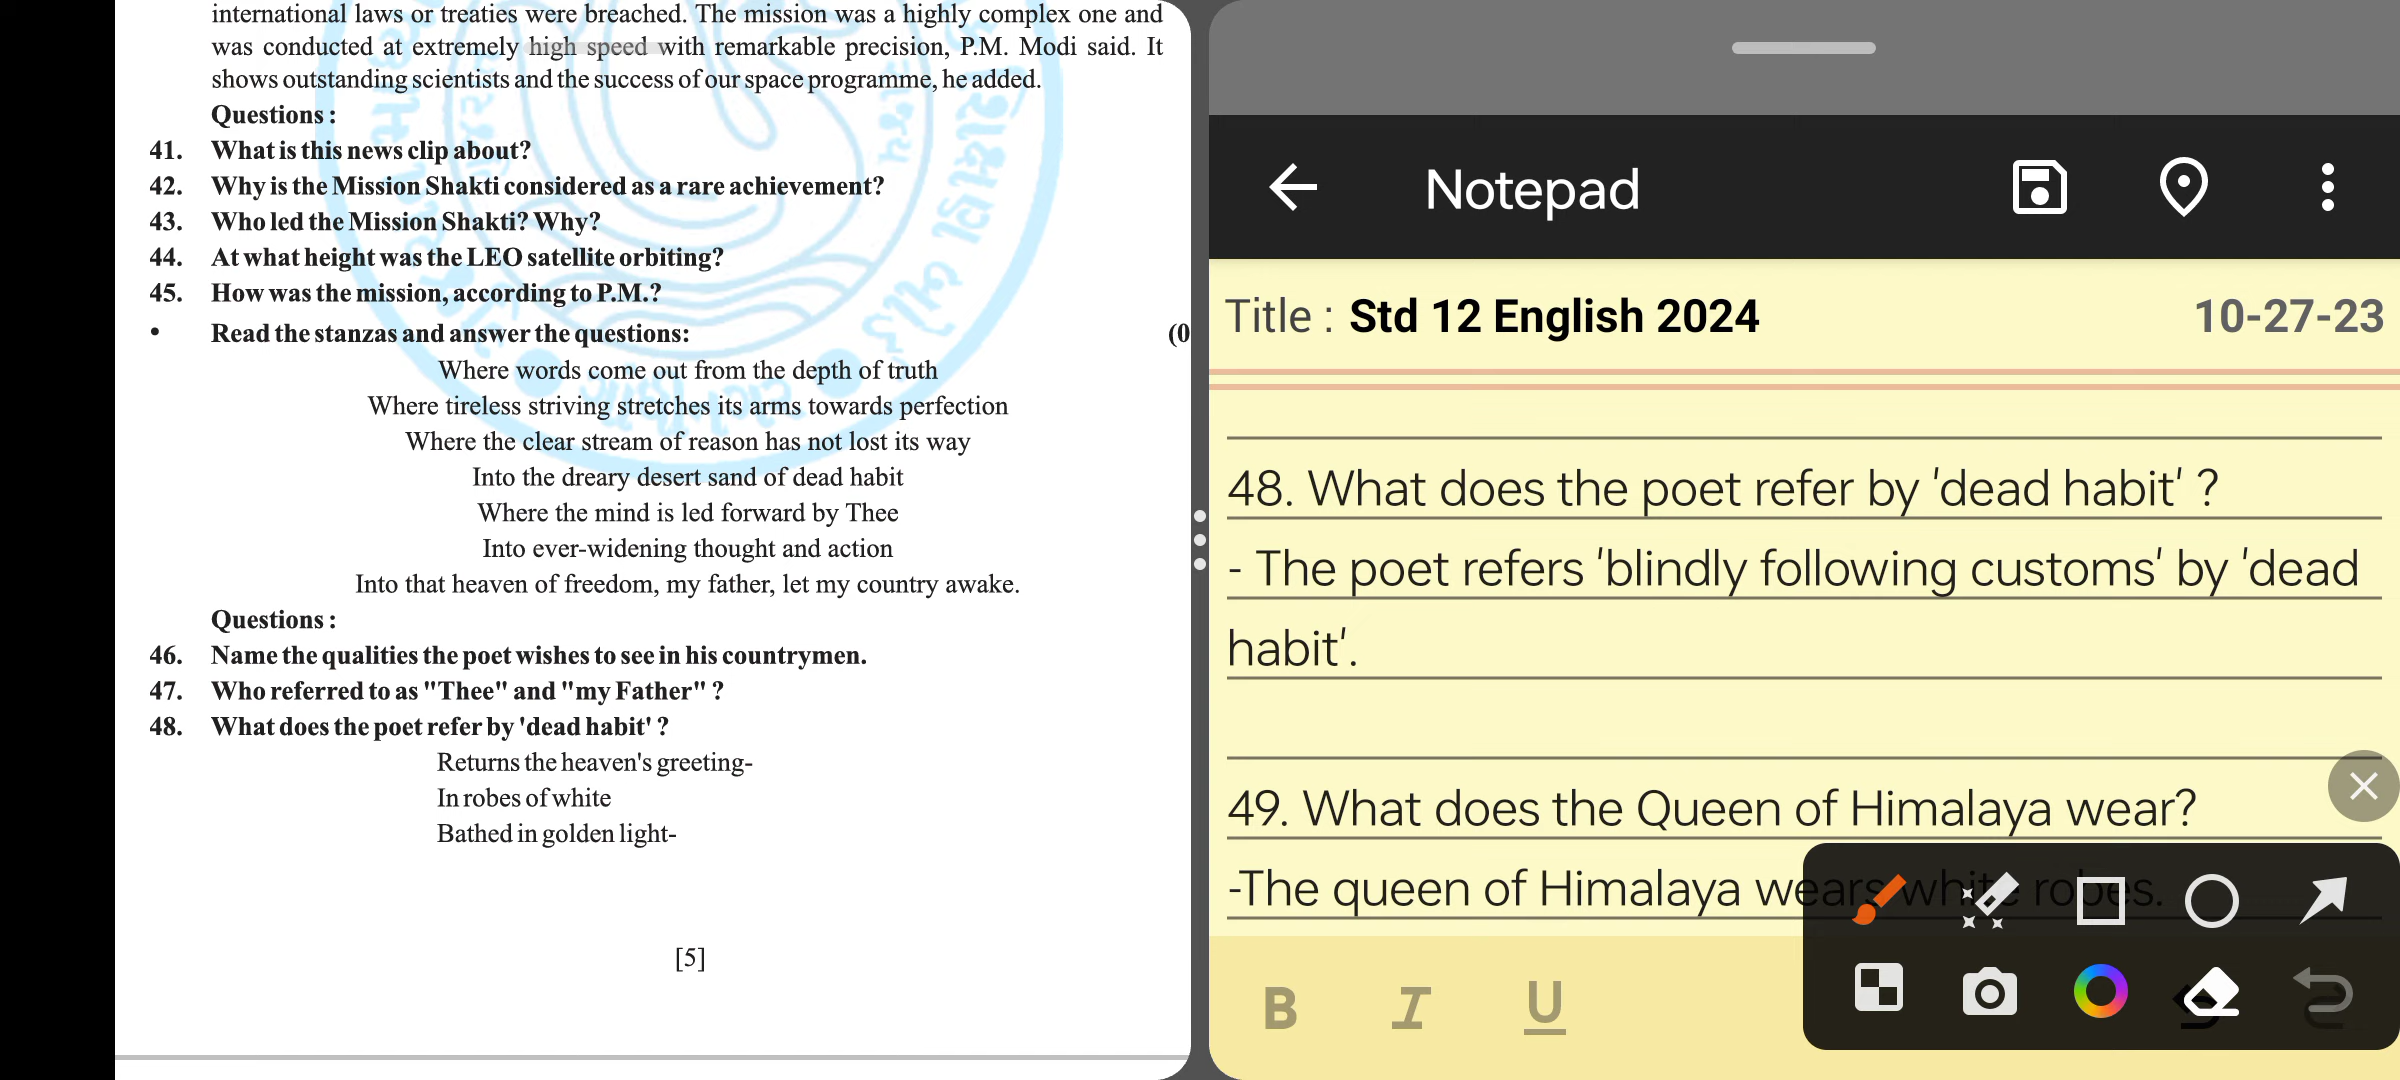 international laws or treaties were breached. The mission was a highly complex one and
was conducted at extremely high speed with remarkable precision, P.M. Modi said. It
shows outstanding scientists and the success of our space programme, he added.
Questions :
41. What is this news clip about?
42. Why is the Mission Shakti considered as a rare achievement?
43. Who led the Mission Shakti? Why?
44. At what height was the LEO satellite orbiting?
45. How was the mission, according to P.M.?
• Read the stanzas and answer the questions: (0
Where words come out from the depth of truth
Where tireless striving stretches its arms towards perfection
Where the clear stream of reason has not lost its way
Into the dreary desert sand of dead habit
Where the mind is led forward by Thee
Into ever-widening thought and action
Into that heaven of freedom, my father, let my country awake.
Questions :
46. Name the qualities the poet wishes to see in his countrymen.
47. Who referred to as "Thee" and "my Father" ?
48. What does the poet refer by 'dead habit' ?
Returns the heaven's greeting-
In robes of white
Bathed in golden light-
[5]
Notepad
Title : Std 12 English 2024 10-27-23
48. What does the poet refer by 'dead habit' ?
- The poet refers 'blindly following customs' by 'dead
habit'.
49. What does the Queen of Himalaya wear?
-The queen of Himalaya wears white robes.
B I U